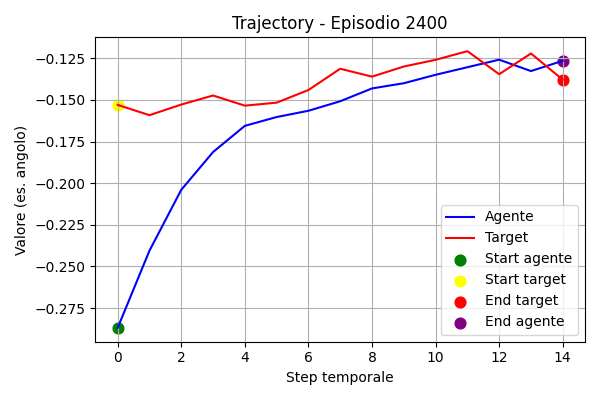 Trajectory - Episodio 2400
Valore (es. angolo)
−0.125
−0.150
−0.175
−0.200
−0.225
−0.250
−0.275
Agente
Target
Start agente
Start target
End target
End agente
0 2 4 6 8 10 12 14
Step temporale